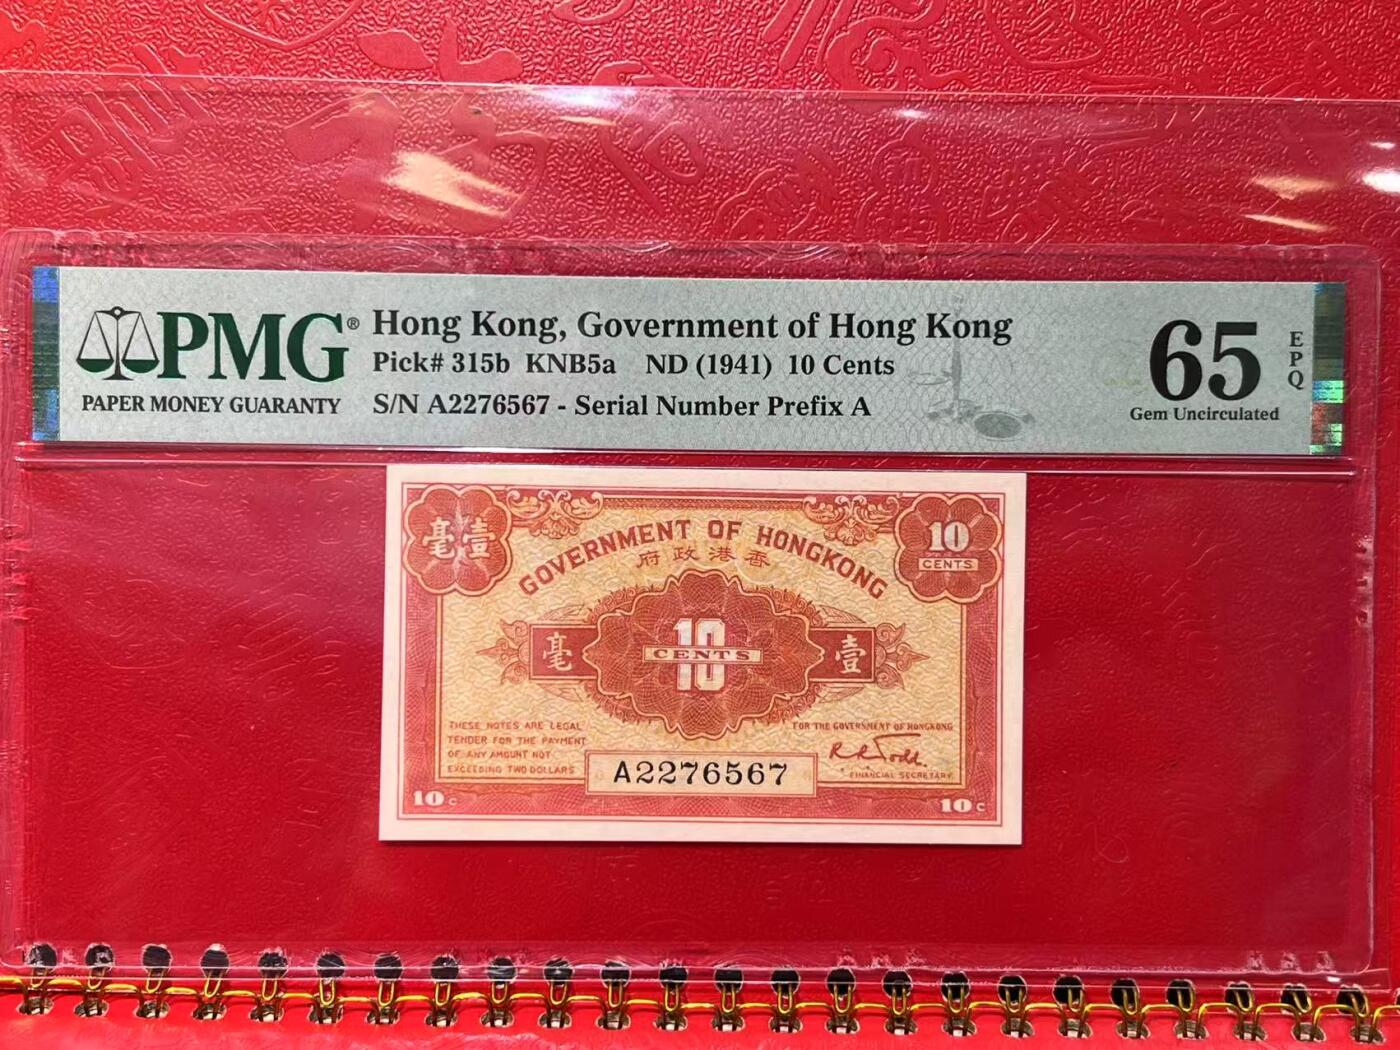 PMG®
PAPER MONEY GUARANTY
Hong Kong, Government of Hong Kong
Pick# 315b KNB5a ND (1941) 10 Cents
S/N A2276567 - Serial Number Prefix A
65
EPQ
Gem Uncirculated
毫壹
GOVERNMENT OF HONGKONG
府政港香
10
CENTS
毫
10
CENTS
壹
THESE NOTES ARE LEGAL
TENDER FOR THE PAYMENT
OF ANY AMOUNT NOT
EXCEEDING TWO DOLLARS
FOR THE GOVERNMENT OF HONGKONG
R R Todd.
FINANCIAL SECRETARY
A2276567
10 c
10 c